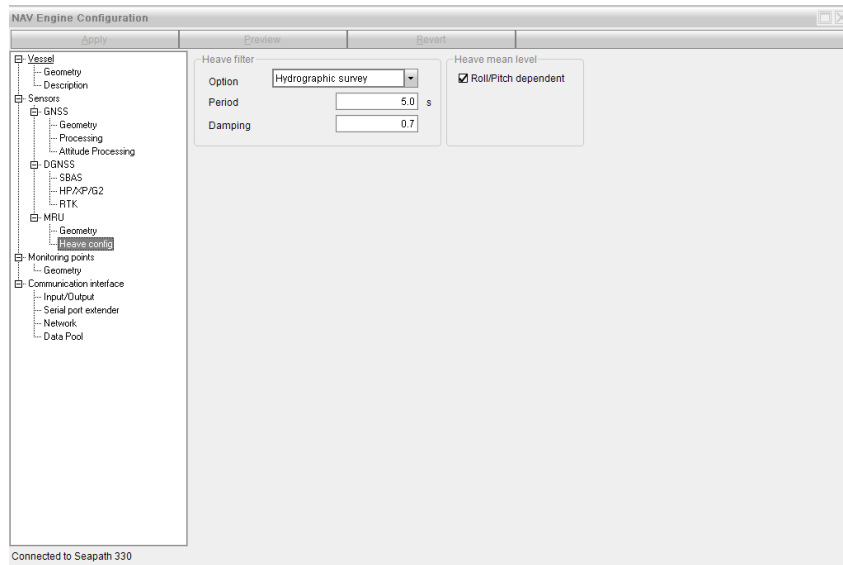 NAV Engine Configuration
Apply Preview Revert
Vessel
Geometry
Description
Sensors
GNSS
Geometry
Processing
Attitude Processing
DGNSS
SBAS
HP/XP/G2
RTK
MRU
Geometry
Heave config
Monitoring points
Geometry
Communication interface
Input/Output
Serial port extender
Network
Data Pool
Heave filter
Option Hydrographic survey
Period 5.0 s
Damping 0.7
Heave mean level
Roll/Pitch dependent
Connected to Seapath 330